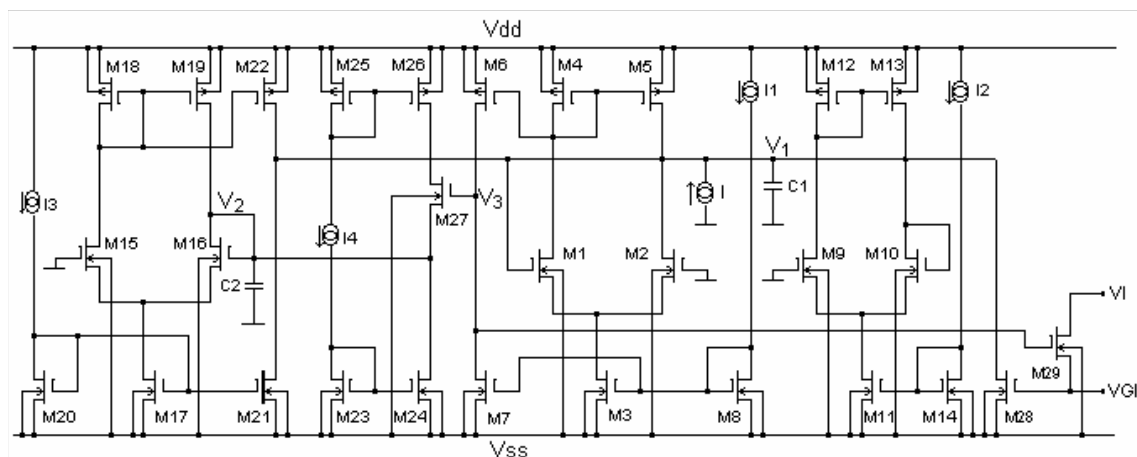 Vdd
M18 M19 M22 M25 M26 M6 M4 M5 I1 M12 M13 I2
V1
I3 V2 V3 I C1
M15 M16 I4 M27 M1 M2 M9 M10
C2 VI
M29
VGI
M20 M17 M21 M23 M24 M7 M3 M8 M11 M14 M28
Vss